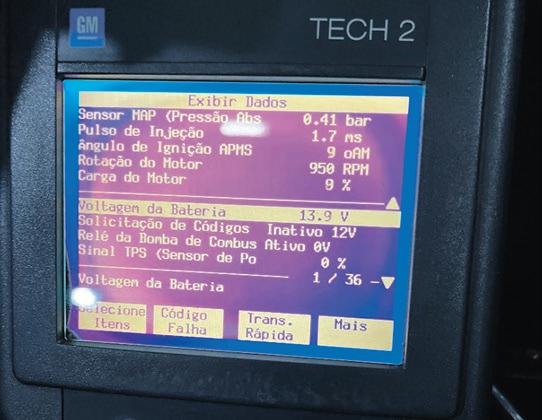 GM
TECH 2
Exibir Dados
Sensor MAP (Pressão Abs 0.41 bar
Pulso de Injeção 1.7 ms
Ângulo de Ignição APMS 9 oAM
Rotação do Motor 950 RPM
Carga do Motor 9 %
Voltagem da Bateria 13.9 V
Solicitação de Códigos Inativo 12V
Relé da Bomba de Combus Ativo 0V
Sinal TPS (Sensor de Po 0 %
1 / 36
Voltagem da Bateria
Selecione Itens
Código Falha
Trans. Rápida
Mais